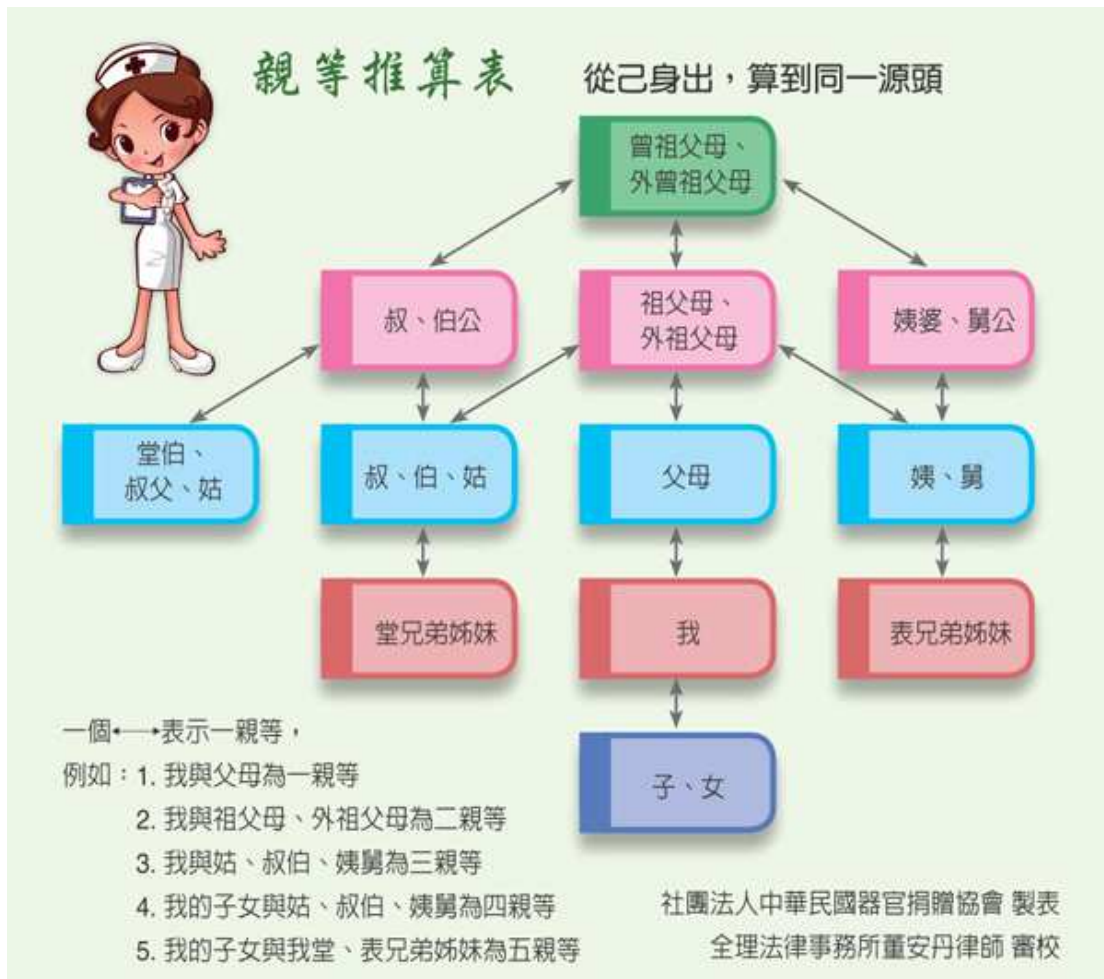 親等推算表
從己身出，算到同一源頭
曾祖父母、
外曾祖父母
叔、伯公
祖父母、
外祖父母
姨婆、舅公
堂伯、
叔父、姑
叔、伯、姑
父母
姨、舅
堂兄弟姊妹
我
表兄弟姊妹
子、女
一個⟷表示一親等，
例如：1. 我與父母為一親等
2. 我與祖父母、外祖父母為二親等
3. 我與姑、叔伯、姨舅為三親等
4. 我的子女與姑、叔伯、姨舅為四親等
5. 我的子女與我堂、表兄弟姊妹為五親等
社團法人中華民國器官捐贈協會 製表
全理法律事務所董安丹律師 審校